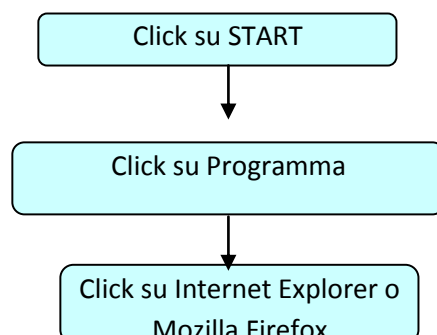 Click su START
Click su Programma
Click su Internet Explorer o
Mozilla Firefox